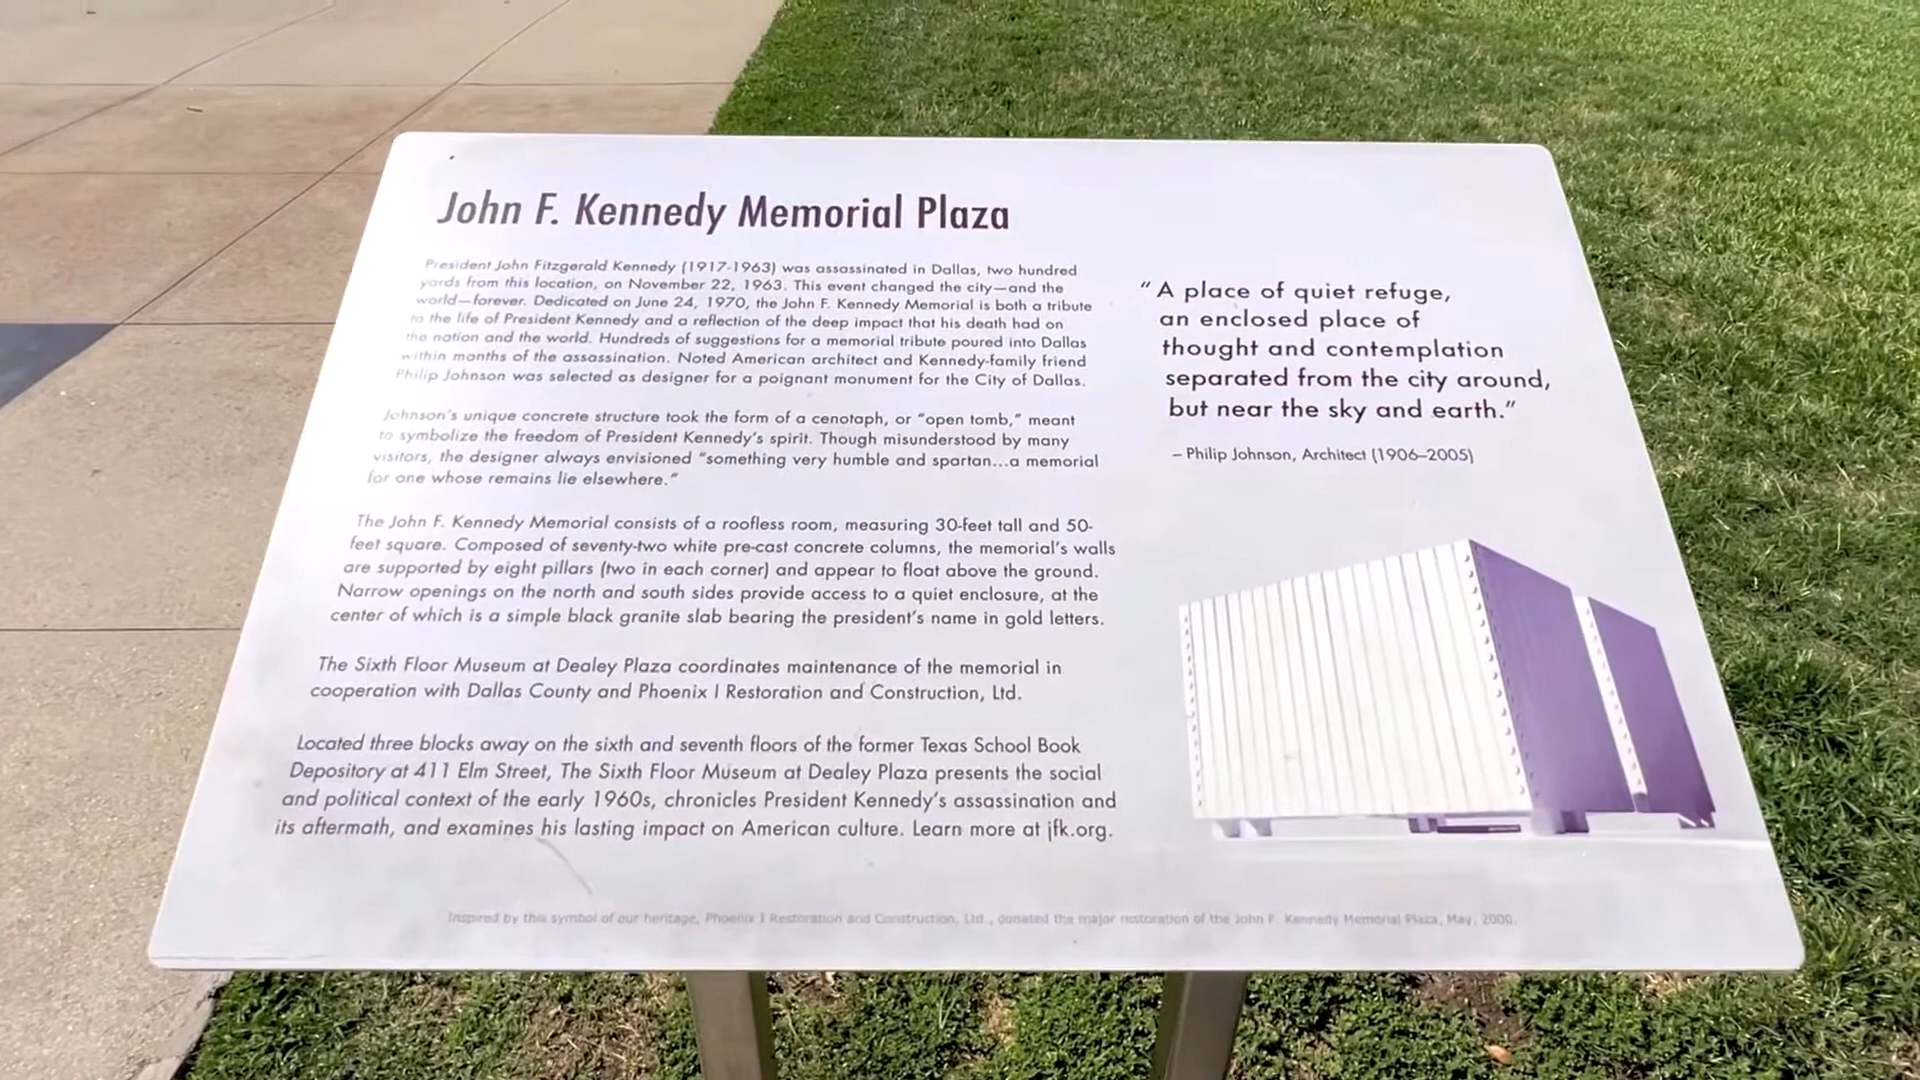 John F. Kennedy Memorial Plaza
President John Fitzgerald Kennedy (1917-1963) was assassinated in Dallas, two hundred
yards from this location, on November 22, 1963. This event changed the city—and the
world—forever. Dedicated on June 24, 1970, the John F. Kennedy Memorial is both a tribute
to the life of President Kennedy and a reflection of the deep impact that his death had on
the nation and the world. Hundreds of suggestions for a memorial tribute poured into Dallas
within months of the assassination. Noted American architect and Kennedy-family friend
Philip Johnson was selected as designer for a poignant monument for the City of Dallas.
Johnson's unique concrete structure took the form of a cenotaph, or “open tomb,” meant
to symbolize the freedom of President Kennedy's spirit. Though misunderstood by many
visitors, the designer always envisioned “something very humble and spartan...a memorial
for one whose remains lie elsewhere.”
The John F. Kennedy Memorial consists of a roofless room, measuring 30-feet tall and 50-
feet square. Composed of seventy-two white pre-cast concrete columns, the memorial's walls
are supported by eight pillars (two in each corner) and appear to float above the ground.
Narrow openings on the north and south sides provide access to a quiet enclosure, at the
center of which is a simple black granite slab bearing the president's name in gold letters.
The Sixth Floor Museum at Dealey Plaza coordinates maintenance of the memorial in
cooperation with Dallas County and Phoenix I Restoration and Construction, Ltd.
Located three blocks away on the sixth and seventh floors of the former Texas School Book
Depository at 411 Elm Street, The Sixth Floor Museum at Dealey Plaza presents the social
and political context of the early 1960s, chronicles President Kennedy's assassination and
its aftermath, and examines his lasting impact on American culture. Learn more at jfk.org.
“A place of quiet refuge,
an enclosed place of
thought and contemplation
separated from the city around,
but near the sky and earth.”
– Philip Johnson, Architect (1906–2005)
Inspired by this symbol of our heritage, Phoenix I Restoration and Construction, Ltd., donated the major restoration of the John F. Kennedy Memorial Plaza, May, 2000.